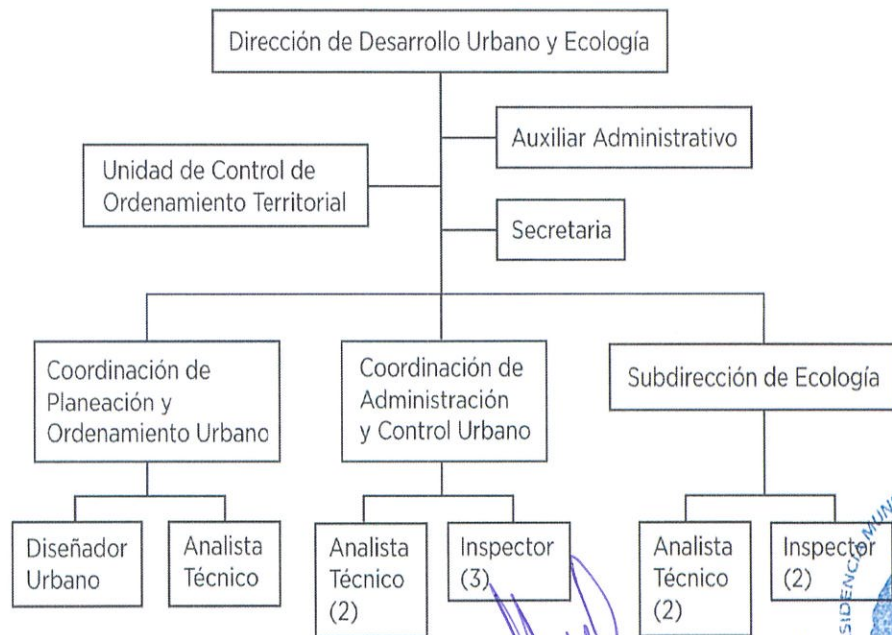 Dirección de Desarrollo Urbano y Ecología
Auxiliar Administrativo
Unidad de Control de
Ordenamiento Territorial
Secretaria
Coordinación de
Planeación y
Ordenamiento Urbano
Coordinación de
Administración
y Control Urbano
Subdirección de Ecología
Diseñador
Urbano
Analista
Técnico
Analista
Técnico
(2)
Inspector
(3)
Analista
Técnico
(2)
Inspector
(2)